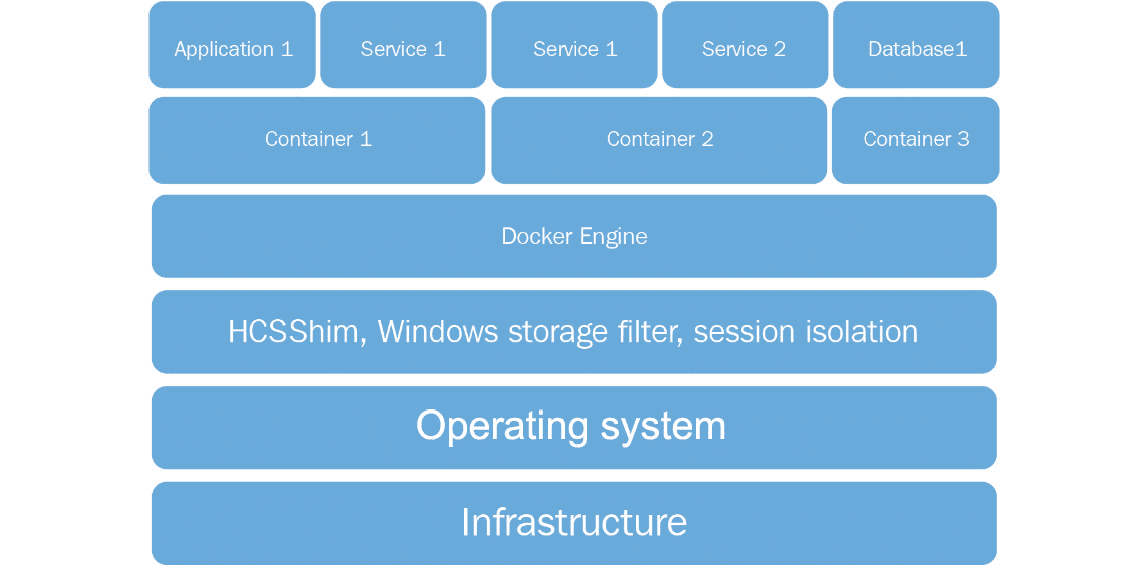 Application 1
Service 1
Service 1
Service 2
Database1
Container 1
Container 2
Container 3
Docker Engine
HCSShim, Windows storage filter, session isolation
Operating system
Infrastructure